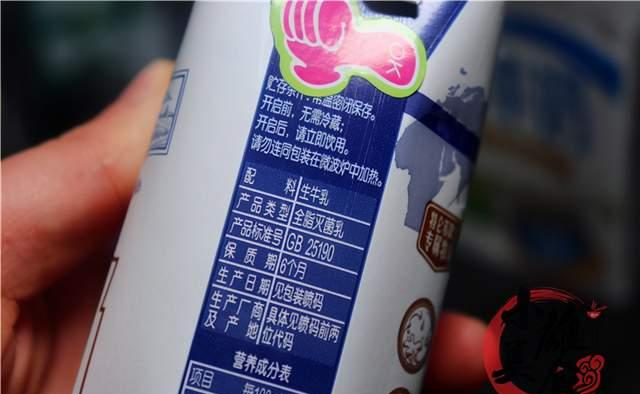 OK
贮存条件：常温密闭保存。
开启前，无需冷藏；
开启后，请立即饮用。
请勿连同包装在微波炉中加热。
配料 生牛乳
产品类型 全脂灭菌乳
产品标准号 GB 25190
保质期 6个月
生产日期 见包装喷码
生产厂商 具体见喷码前两
及产地 位代码
营养成分表
项目